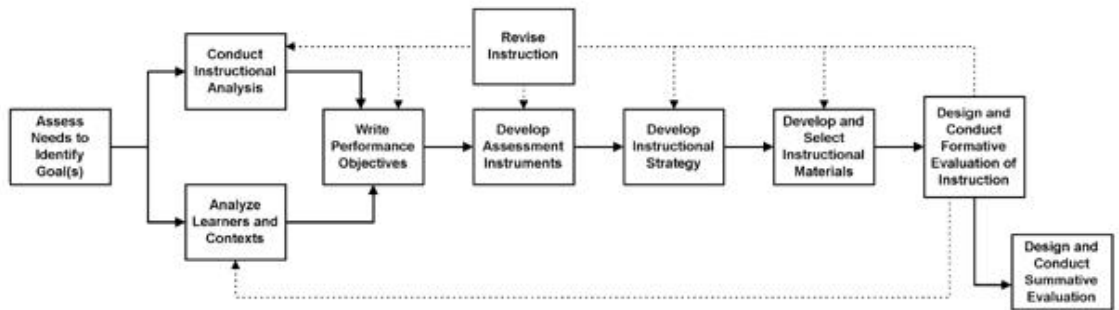 Assess
Needs to
Identify
Goal(s)
Conduct
Instructional
Analysis
Analyze
Learners and
Contexts
Write
Performance
Objectives
Revise
Instruction
Develop
Assessment
Instruments
Develop
Instructional
Strategy
Develop and
Select
Instructional
Materials
Design and
Conduct
Formative
Evaluation of
Instruction
Design and
Conduct
Summative
Evaluation